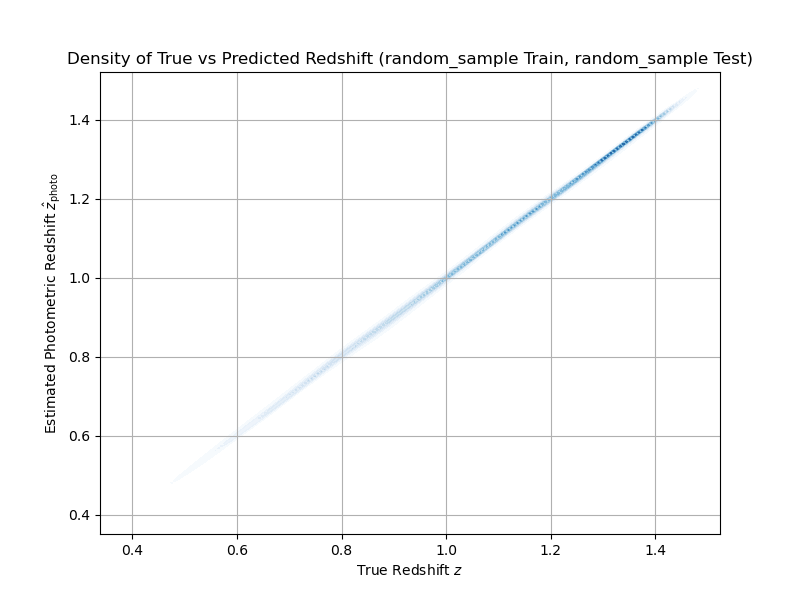 Density of True vs Predicted Redshift (random_sample Train, random_sample Test)
Estimated Photometric Redshift ẑ_photo
1.4
1.2
1.0
0.8
0.6
0.4
0.4 0.6 0.8 1.0 1.2 1.4
True Redshift z